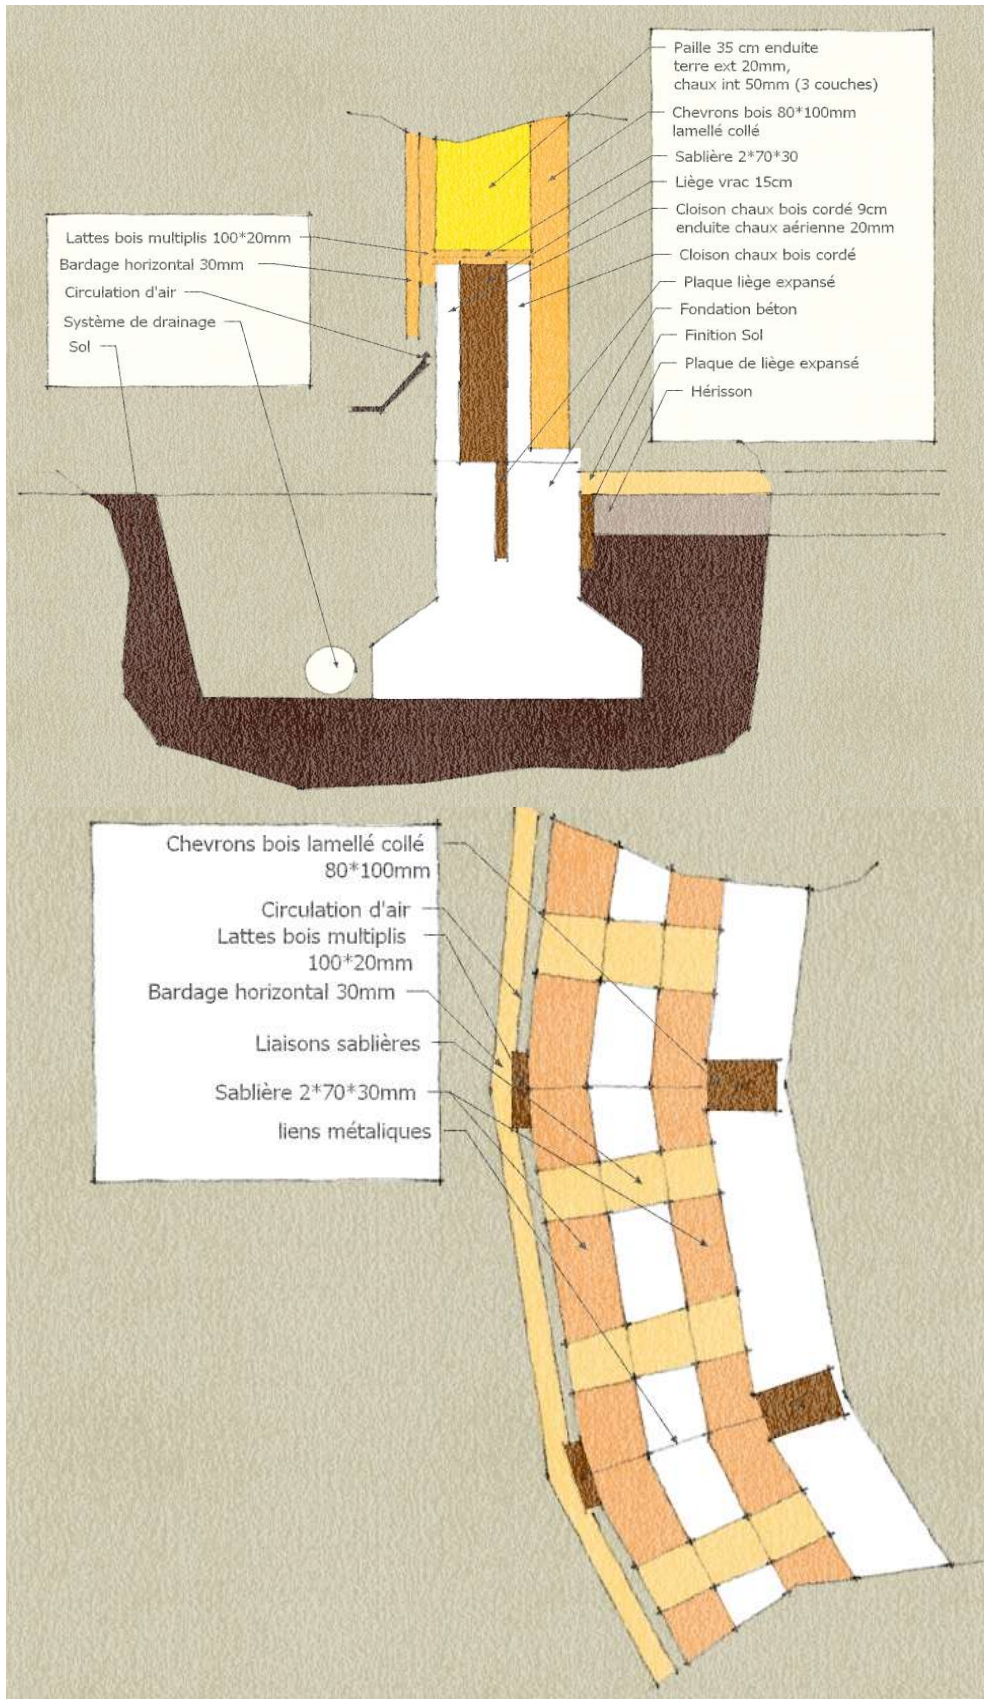 Paille 35 cm enduite
terre ext 20mm,
chaux int 50mm (3 couches)
Chevrons bois 80*100mm
lamellé collé
Sablière 2*70*30
Liège vrac 15cm
Cloison chaux bois cordé 9cm
enduite chaux aérienne 20mm
Cloison chaux bois cordé
Plaque liège expansé
Fondation béton
Finition Sol
Plaque de liège expansé
Hérisson
Lattes bois multiplis 100*20mm
Bardage horizontal 30mm
Circulation d'air
Système de drainage
Sol
Chevrons bois lamellé collé
80*100mm
Circulation d'air
Lattes bois multiplis
100*20mm
Bardage horizontal 30mm
Liaisons sablières
Sablière 2*70*30mm
liens métaliques